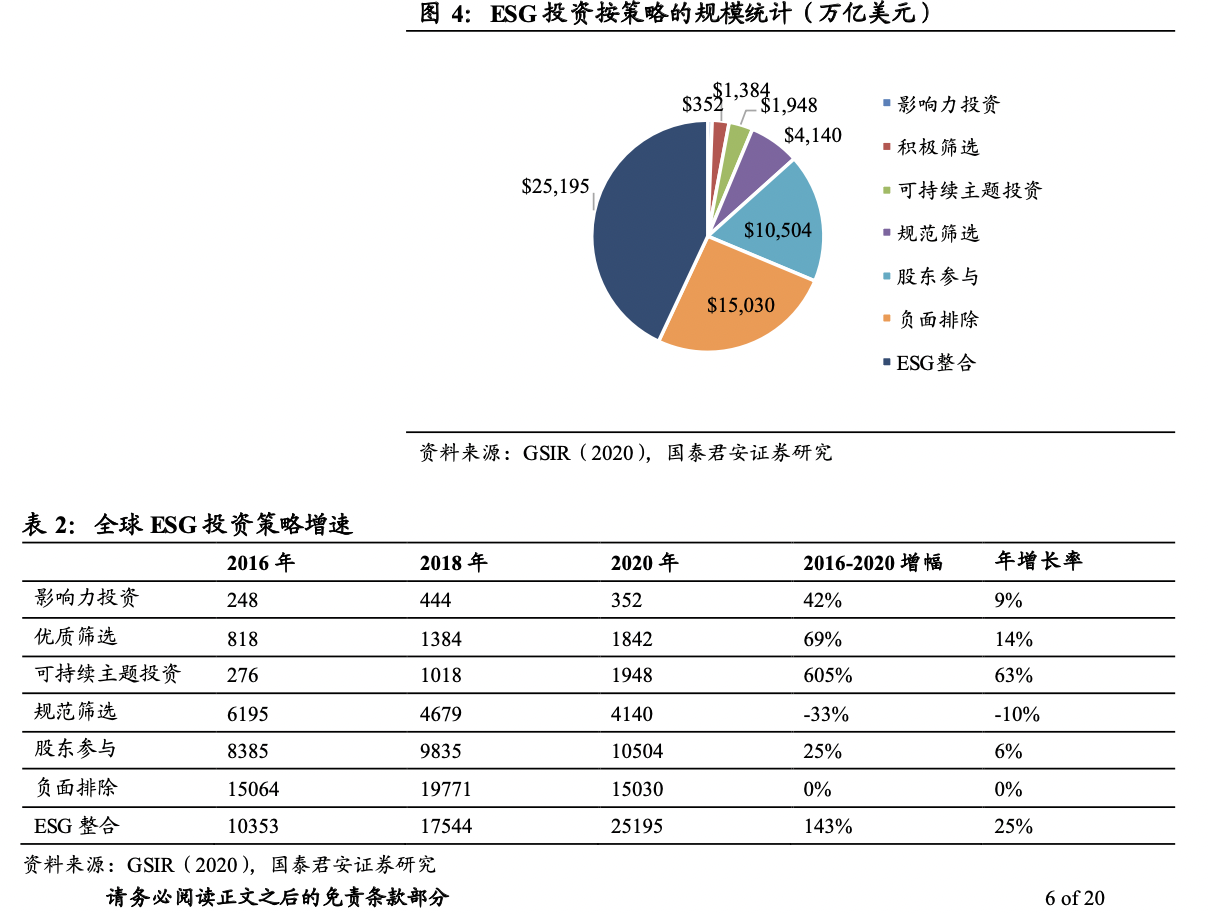 图 4： ESG 投资按策略的规模统计（万亿美元）
$1,384
$352
$1,948
$4,140
$25,195
$10,504
$15,030
影响力投资
积极筛选
可持续主题投资
规范筛选
股东参与
负面排除
ESG整合
资料来源：GSIR（2020），国泰君安证券研究
表 2： 全球 ESG 投资策略增速
2016 年 2018 年 2020 年 2016-2020 增幅 年增长率
影响力投资 248 444 352 42% 9%
优质筛选 818 1384 1842 69% 14%
可持续主题投资 276 1018 1948 605% 63%
规范筛选 6195 4679 4140 -33% -10%
股东参与 8385 9835 10504 25% 6%
负面排除 15064 19771 15030 0% 0%
ESG 整合 10353 17544 25195 143% 25%
资料来源：GSIR（2020），国泰君安证券研究
请务必阅读正文之后的免责条款部分 6 of 20